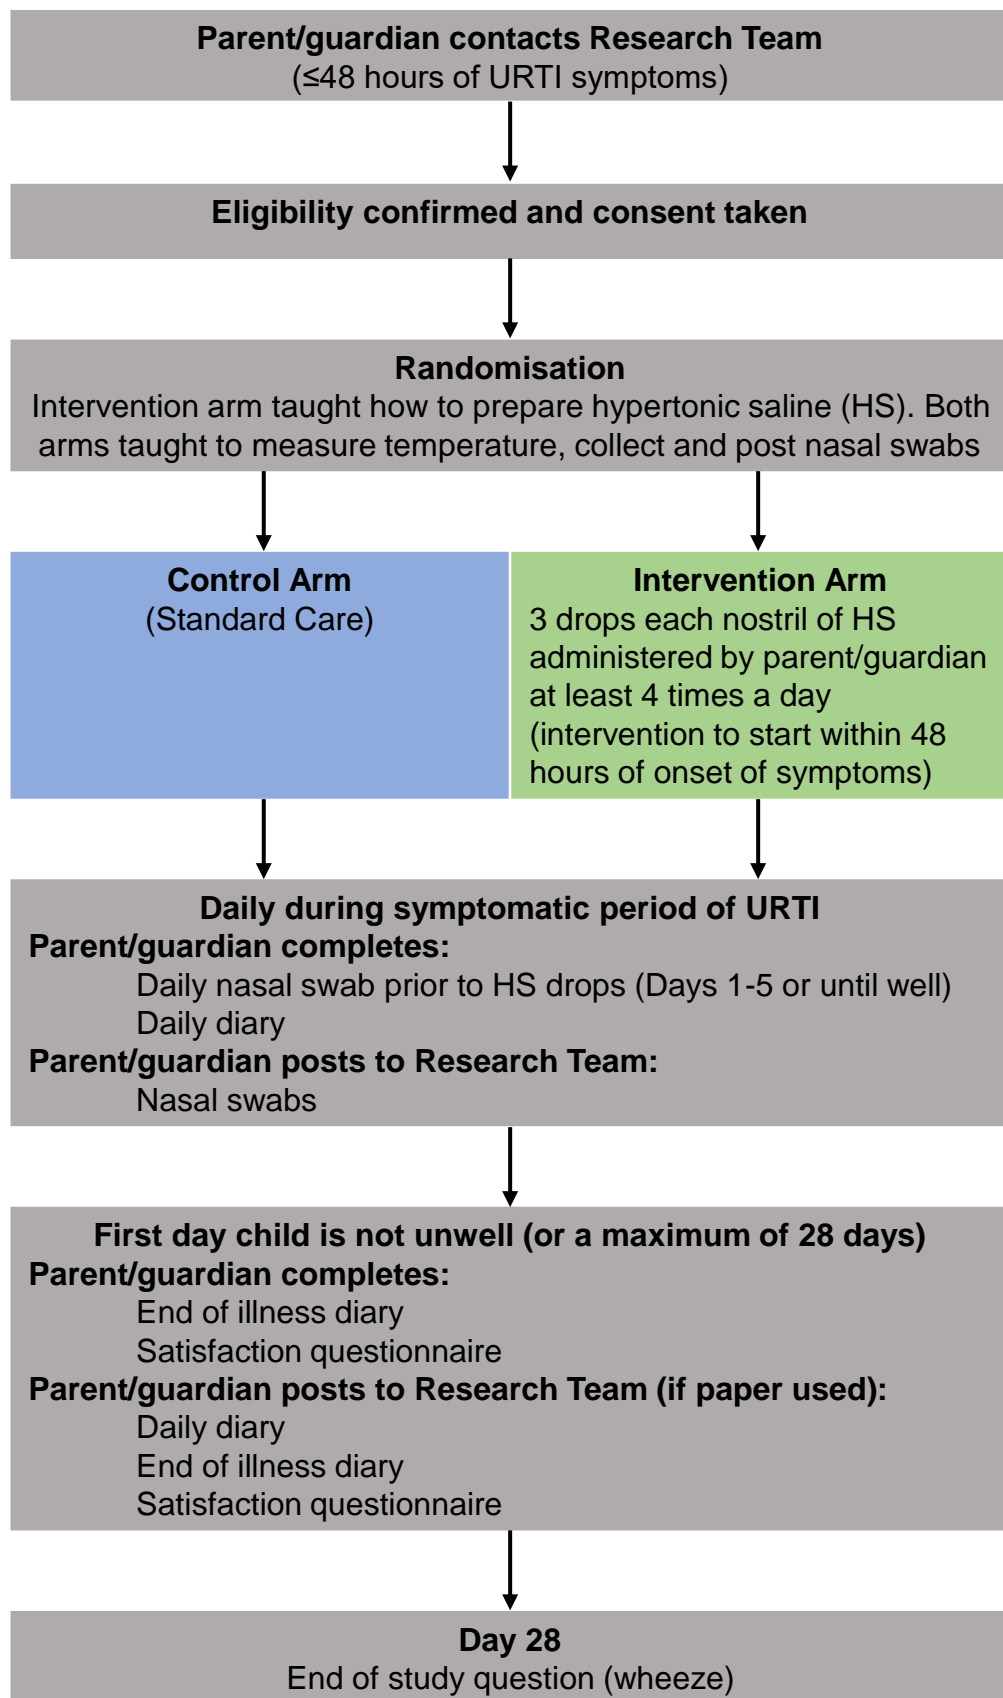 Parent/guardian contacts Research Team
(≤48 hours of URTI symptoms)
Eligibility confirmed and consent taken
Randomisation
Intervention arm taught how to prepare hypertonic saline (HS). Both
arms taught to measure temperature, collect and post nasal swabs
Control Arm
(Standard Care)
Intervention Arm
3 drops each nostril of HS
administered by parent/guardian
at least 4 times a day
(intervention to start within 48
hours of onset of symptoms)
Daily during symptomatic period of URTI
Parent/guardian completes:
Daily nasal swab prior to HS drops (Days 1-5 or until well)
Daily diary
Parent/guardian posts to Research Team:
Nasal swabs
First day child is not unwell (or a maximum of 28 days)
Parent/guardian completes:
End of illness diary
Satisfaction questionnaire
Parent/guardian posts to Research Team (if paper used):
Daily diary
End of illness diary
Satisfaction questionnaire
Day 28
End of study question (wheeze)